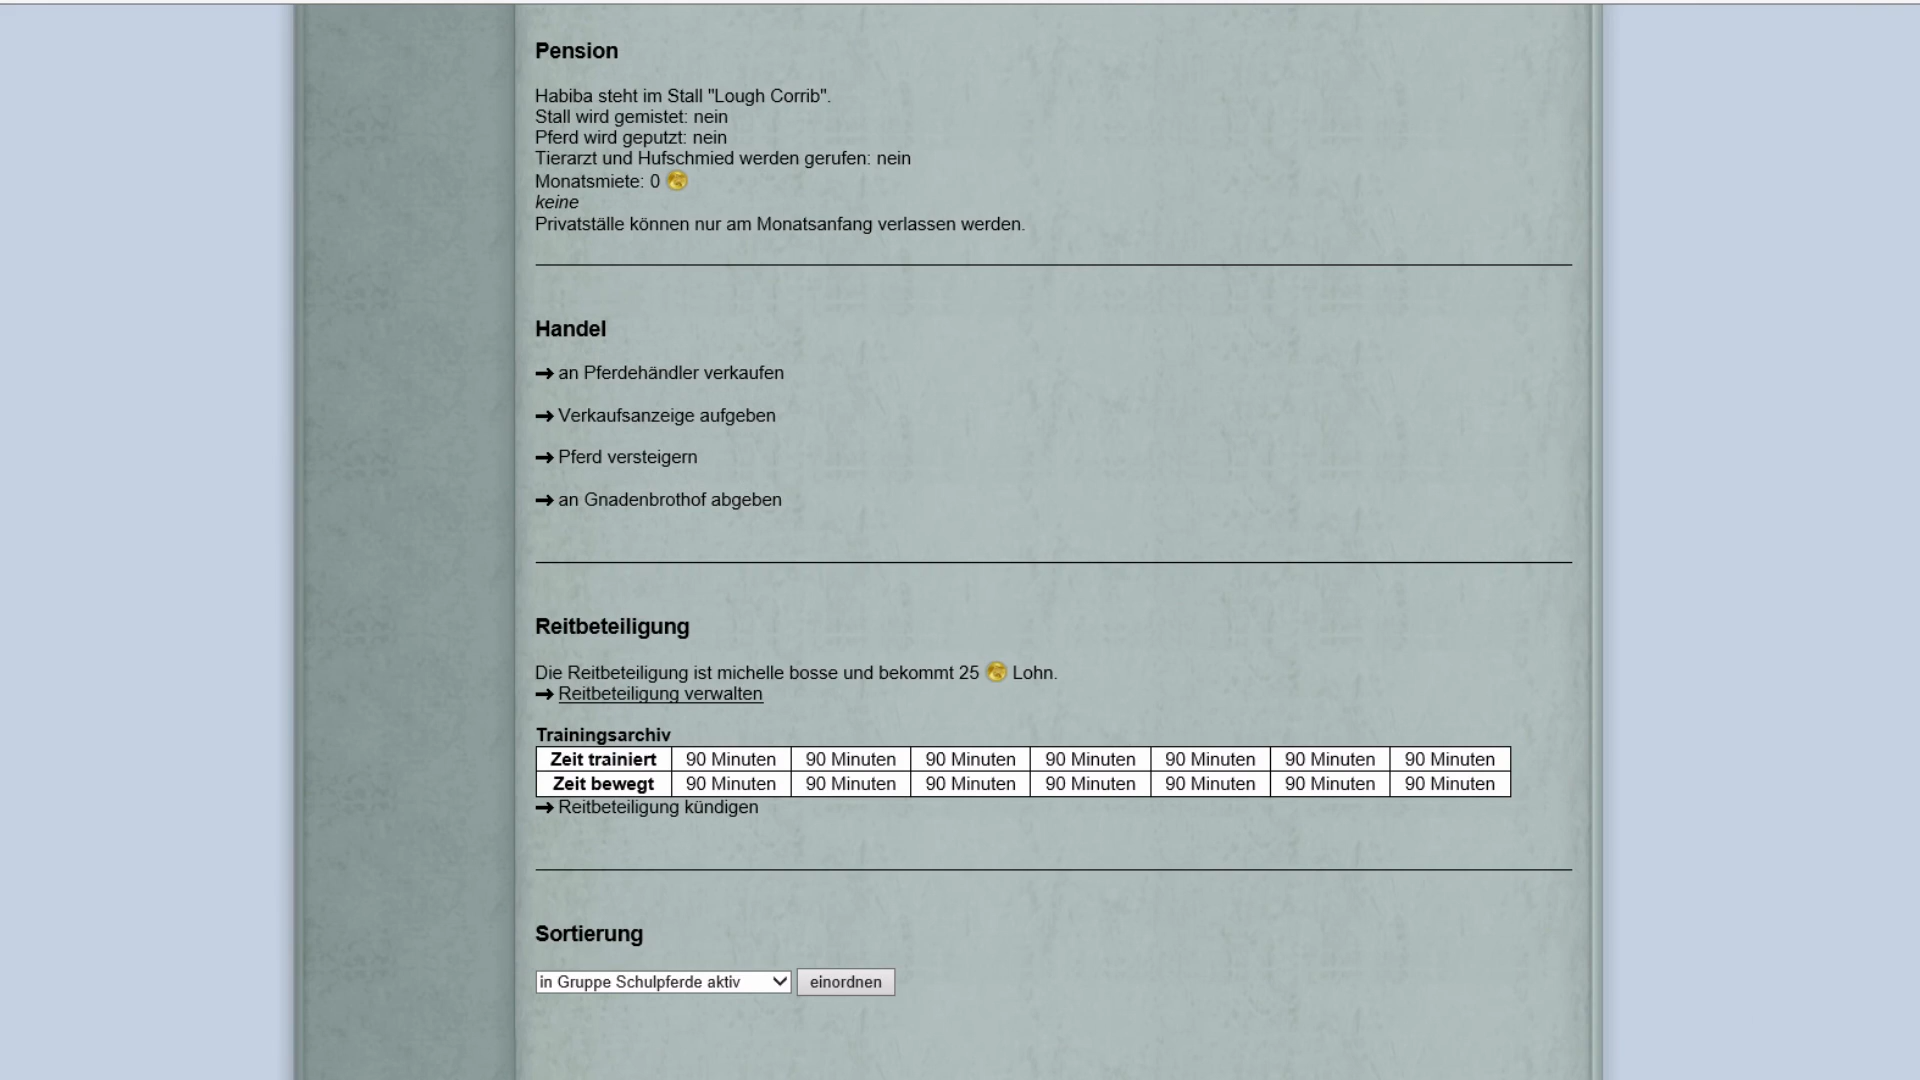 Pension
Habiba steht im Stall "Lough Corrib".
Stall wird gemistet: nein
Pferd wird geputzt: nein
Tierarzt und Hufschmied werden gerufen: nein
Monatsmiete: 0
keine
Privatställe können nur am Monatsanfang verlassen werden.
Handel
➞ an Pferdehändler verkaufen
➞ Verkaufsanzeige aufgeben
➞ Pferd versteigern
➞ an Gnadenbrothof abgeben
Reitbeteiligung
Die Reitbeteiligung ist michelle bosse und bekommt 25 Lohn.
➞ Reitbeteiligung verwalten
Trainingsarchiv
Zeit trainiert 90 Minuten 90 Minuten 90 Minuten 90 Minuten 90 Minuten 90 Minuten 90 Minuten
Zeit bewegt 90 Minuten 90 Minuten 90 Minuten 90 Minuten 90 Minuten 90 Minuten 90 Minuten
➞ Reitbeteiligung kündigen
Sortierung
in Gruppe Schulpferde aktiv einordnen